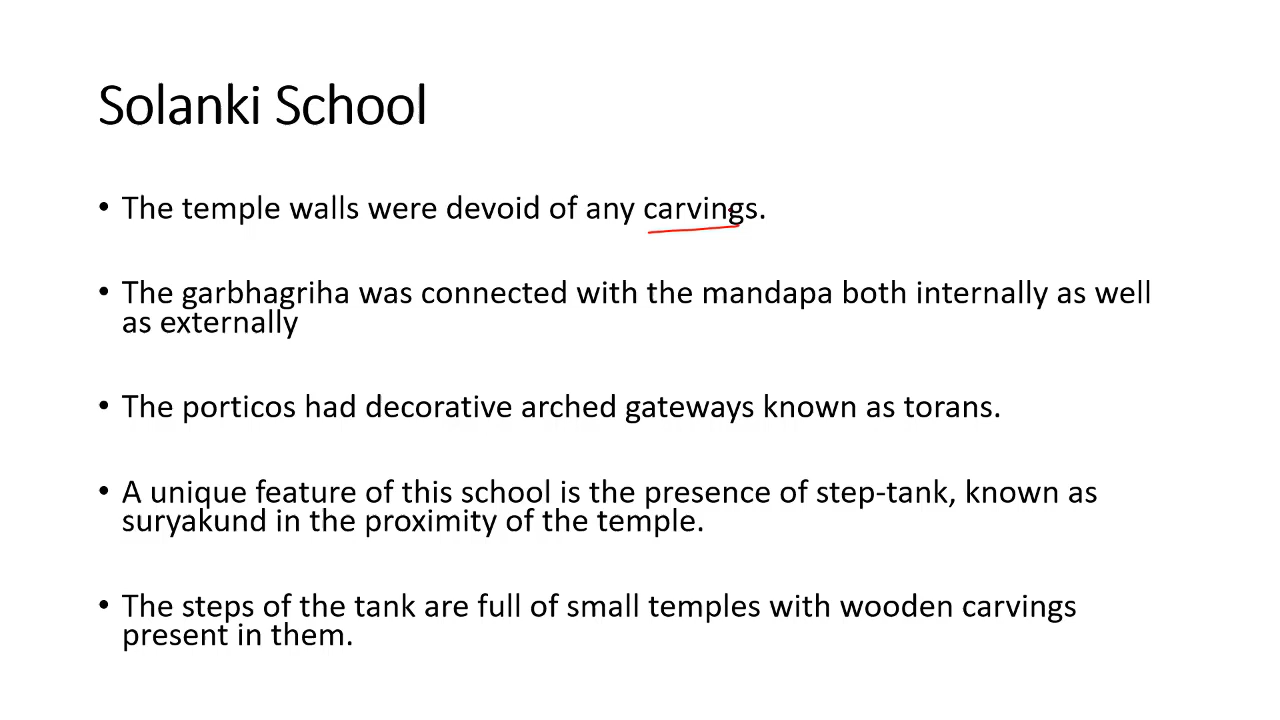 Solanki School
• The temple walls were devoid of any carvings.
• The garbhagriha was connected with the mandapa both internally as well
as externally
• The porticos had decorative arched gateways known as torans.
• A unique feature of this school is the presence of step-tank, known as
suryakund in the proximity of the temple.
• The steps of the tank are full of small temples with wooden carvings
present in them.